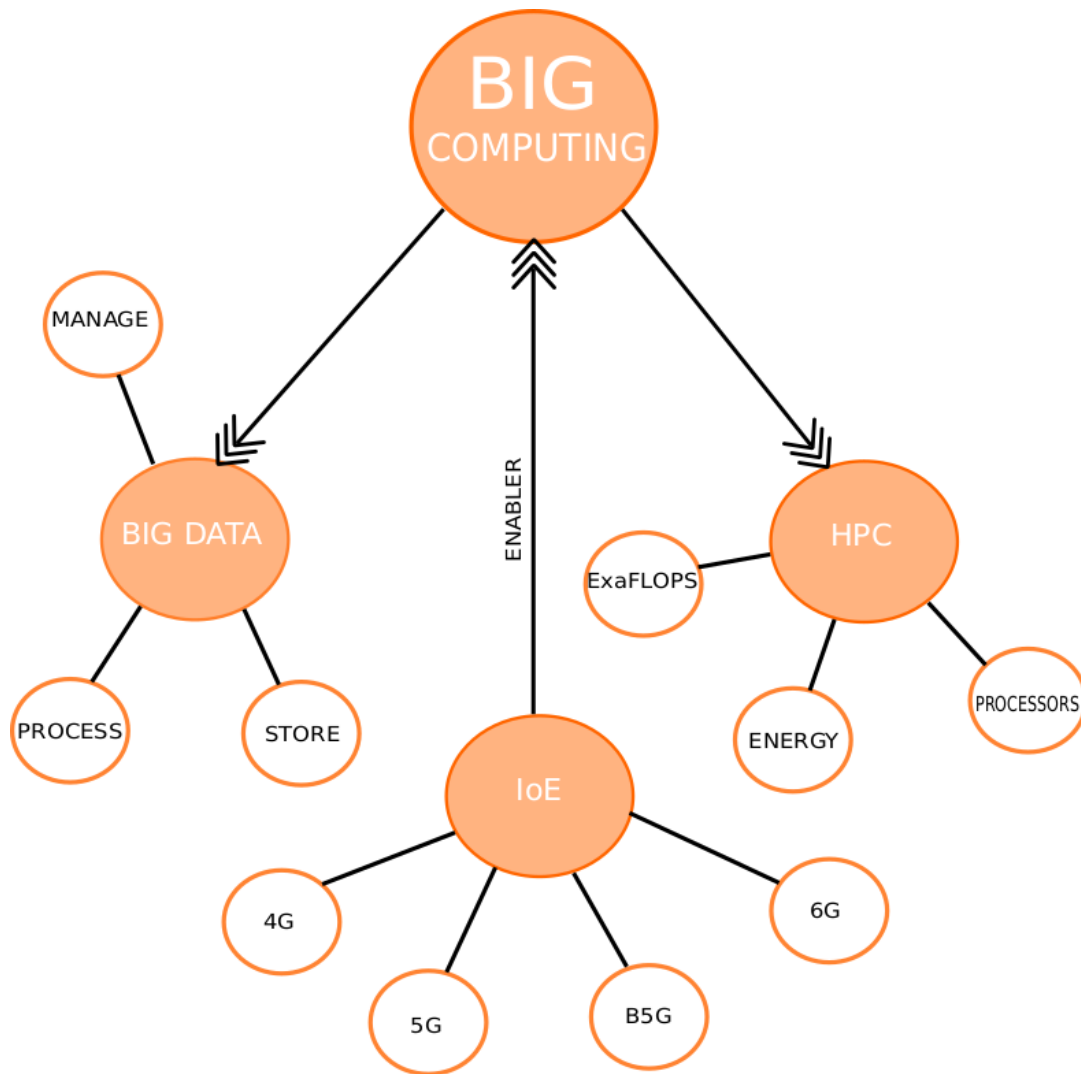 BIG
COMPUTING
MANAGE
BIG DATA
PROCESS
STORE
ENABLER
HPC
ExaFLOPS
ENERGY
PROCESSORS
IoE
4G
5G
B5G
6G